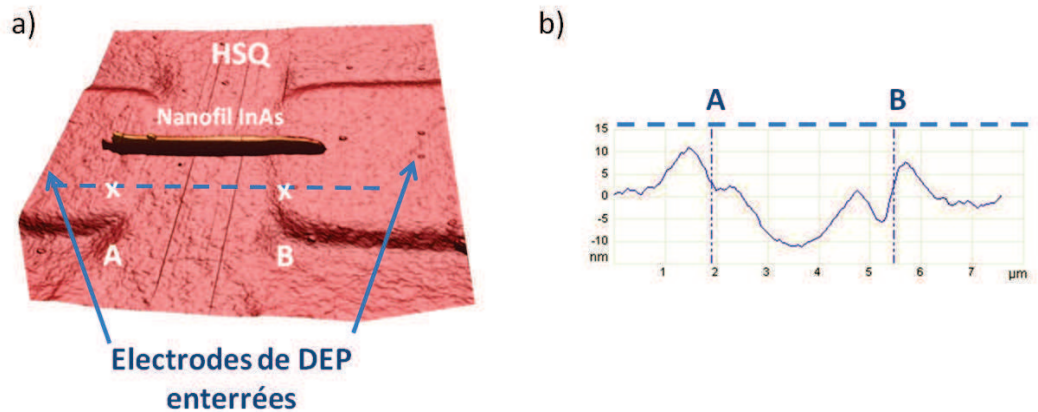 a)
HSQ
Nanofil InAs
x x
A B
Electrodes de DEP
enterrées
b)
A B
15
10
5
0
-5
-10
nm
1 2 3 4 5 6 7 µm